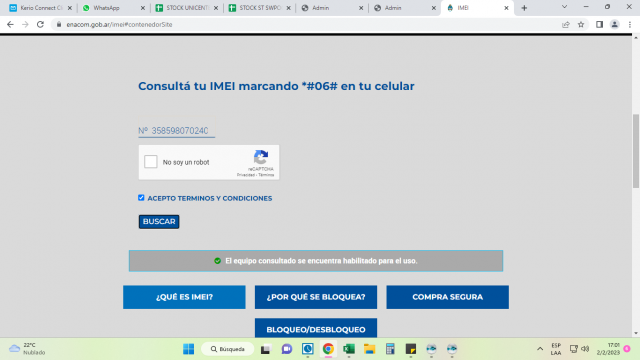 Kerio Connect Cl
WhatsApp
STOCK UNICENTO
STOCK ST SWPO
Admin
Admin
IMEI
enacom.gob.ar/imei#contenedorSite
Consultá tu IMEI marcando *#06# en tu celular
Nº 358598070240
No soy un robot
reCAPTCHA
Privacidad - Términos
ACEPTO TERMINOS Y CONDICIONES
BUSCAR
El equipo consultado se encuentra habilitado para el uso.
¿QUÉ ES IMEI?
¿POR QUÉ SE BLOQUEA?
COMPRA SEGURA
BLOQUEO/DESBLOQUEO
22°C
Nublado
Búsqueda
ESP
LAA
17:01
2/2/2023